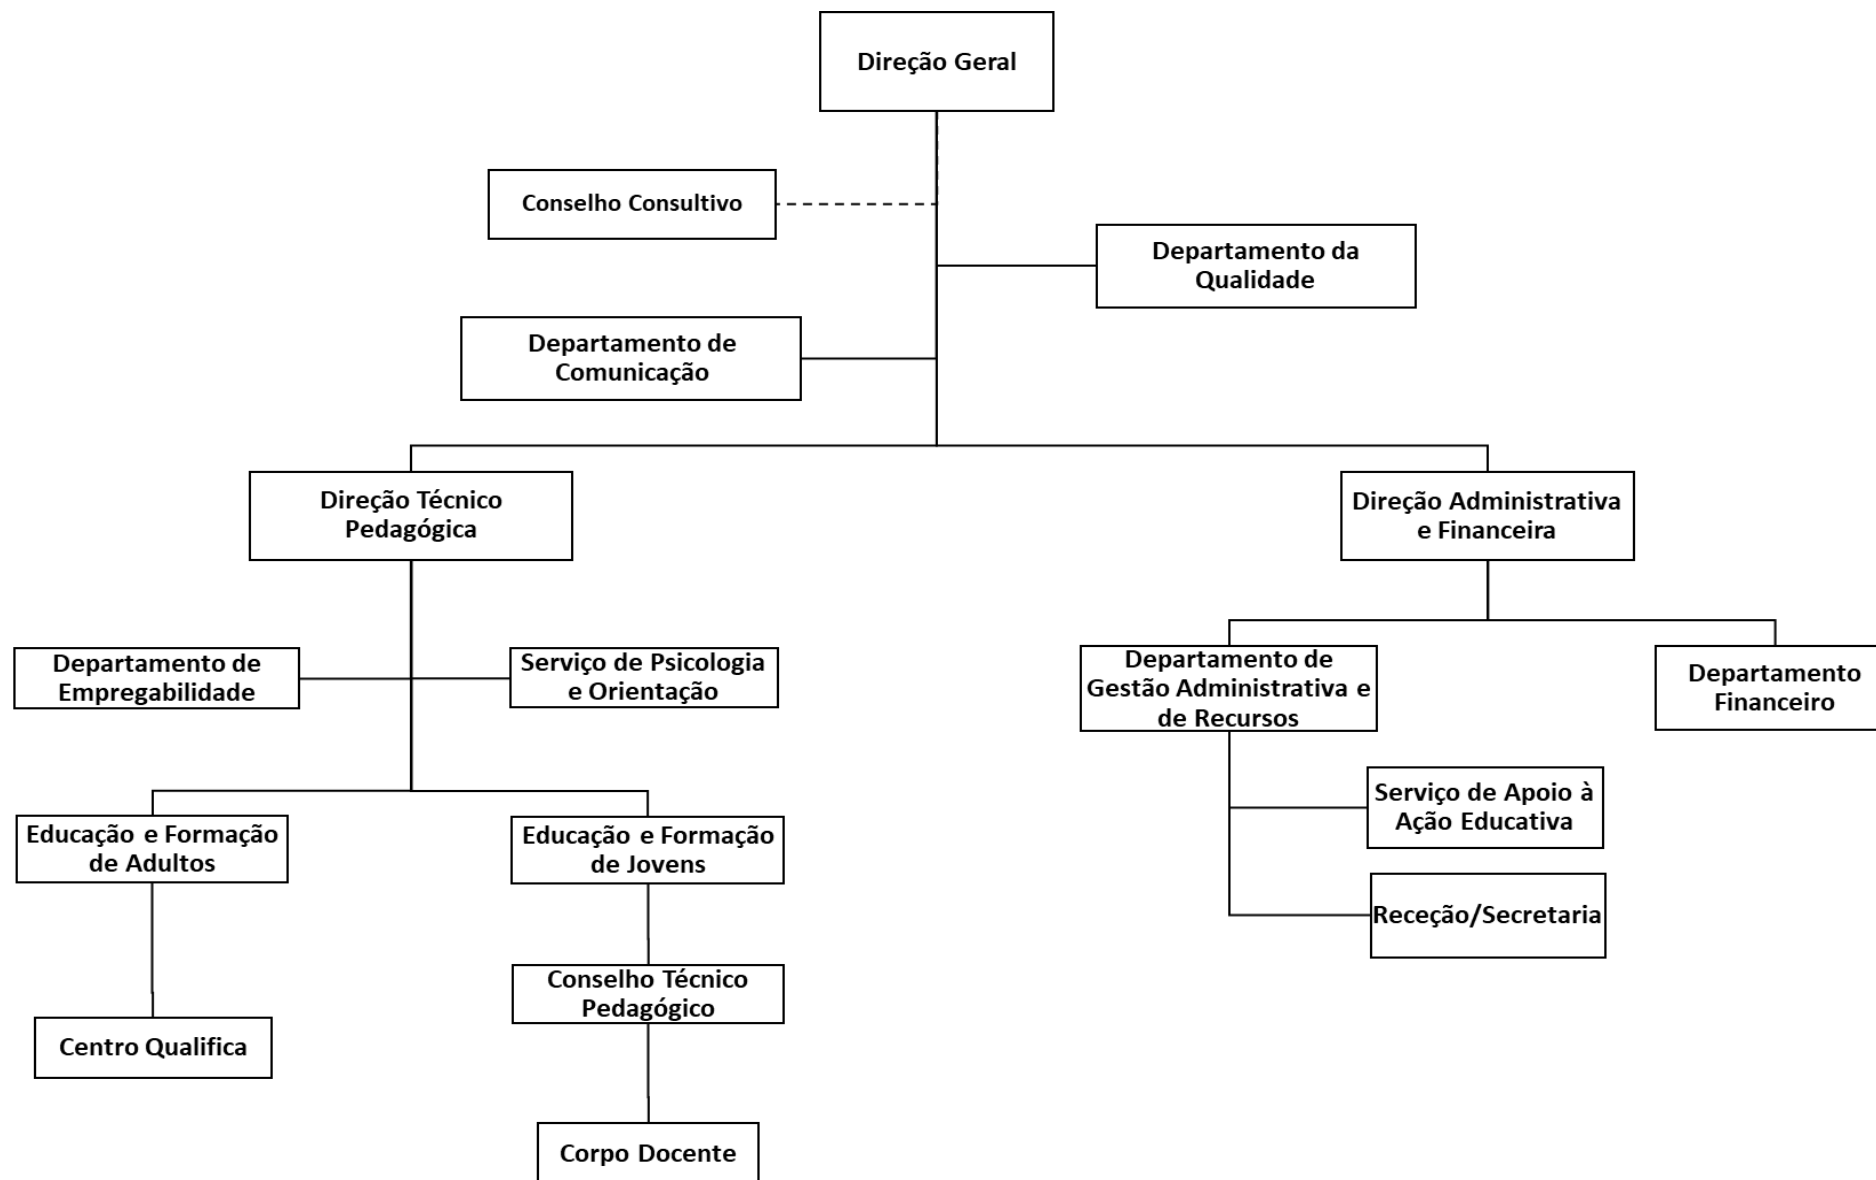 Direção Geral
Conselho Consultivo
Departamento da
Qualidade
Departamento de
Comunicação
Direção Técnico
Pedagógica
Direção Administrativa
e Financeira
Departamento de
Empregabilidade
Serviço de Psicologia
e Orientação
Departamento de
Gestão Administrativa e
de Recursos
Departamento
Financeiro
Serviço de Apoio à
Ação Educativa
Educação e Formação
de Adultos
Educação e Formação
de Jovens
Receção/Secretaria
Conselho Técnico
Pedagógico
Centro Qualifica
Corpo Docente